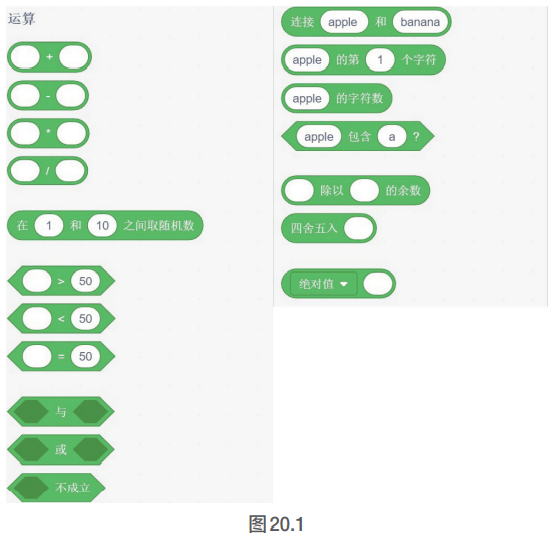 运算
+
-
*
/
在 1 和 10 之间取随机数
> 50
< 50
= 50
与
或
不成立
连接 apple 和 banana
apple 的第 1 个字符
apple 的字符数
apple 包含 a ?
除以 的余数
四舍五入
绝对值
图20.1